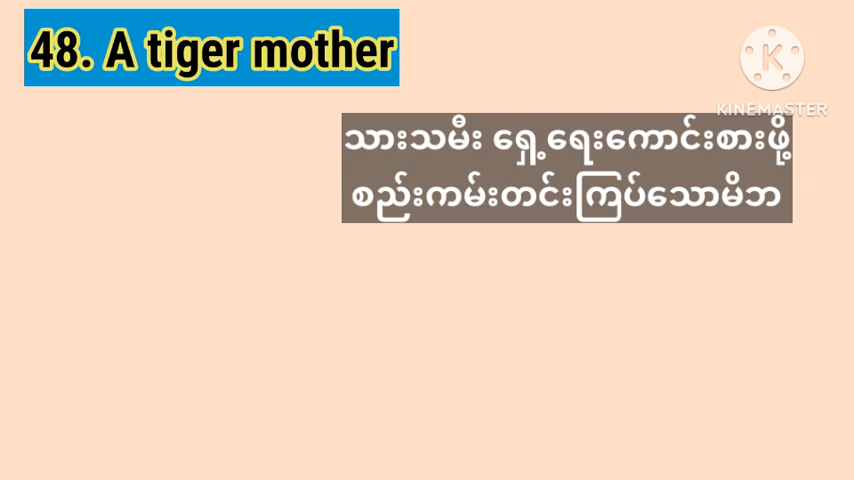 48. A tiger mother
K
KINEMASTER
သားသမီး ရှေ့ရေးကောင်းစားဖို့
စည်းကမ်းတင်းကြပ်သောမိဘ